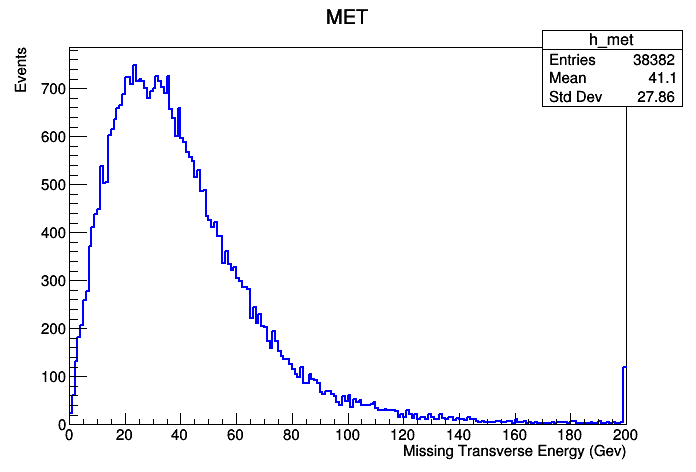 MET
h_met
Entries 38382
Mean 41.1
Std Dev 27.86
Events
700
600
500
400
300
200
100
0
0 20 40 60 80 100 120 140 160 180 200
Missing Transverse Energy (Gev)